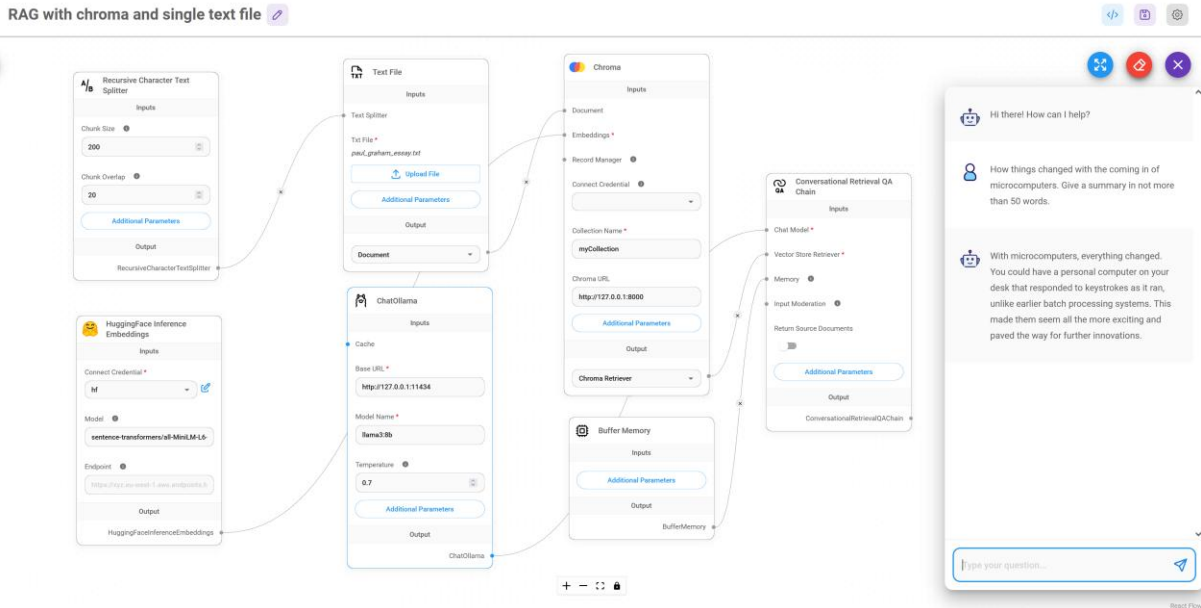 RAG with chroma and single text file
Recursive Character Text
Splitter
Inputs
Chunk Size
200
Chunk Overlap
20
Additional Parameters
Output
RecursiveCharacterTextSplitter
HuggingFace Inference
Embeddings
Inputs
Connect Credential *
hf
Model
sentence-transformers/all-MiniLM-L6-
Endpoint
Output
HuggingFaceInferenceEmbeddings
TXT
Text File
Inputs
Text Splitter
Txt File *
paul_graham_essay.txt
Upload File
Additional Parameters
Output
Document
ChatOllama
Inputs
Cache
Base URL *
http://127.0.0.1:11434
Model Name *
llama3:8b
Temperature
0.7
Additional Parameters
Output
ChatOllama
Chroma
Inputs
Document
Embeddings *
Record Manager
Connect Credential
Collection Name *
myCollection
Chroma URL
http://127.0.0.1:8000
Additional Parameters
Output
Chroma Retriever
Buffer Memory
Inputs
Additional Parameters
Output
BufferMemory
QA
Conversational Retrieval QA
Chain
Inputs
Chat Model *
Vector Store Retriever *
Memory
Input Moderation
Return Source Documents
Additional Parameters
Output
ConversationalRetrievalQAChain
Hi there! How can I help?
How things changed with the coming in of
microcomputers. Give a summary in not more
than 50 words.
With microcomputers, everything changed.
You could have a personal computer on your
desk that responded to keystrokes as it ran,
unlike earlier batch processing systems. This
made them seem all the more exciting and
paved the way for further innovations.
Type your question...
React Flow